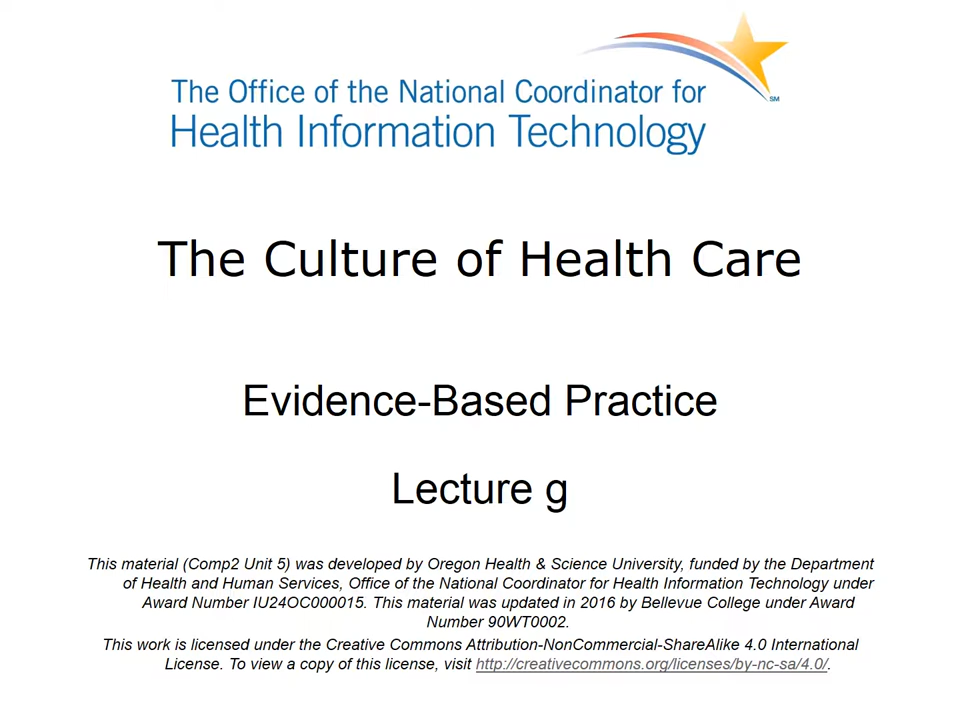 The Office of the National Coordinator for
Health Information Technology
SM
The Culture of Health Care
Evidence-Based Practice
Lecture g
This material (Comp2 Unit 5) was developed by Oregon Health & Science University, funded by the Department
of Health and Human Services, Office of the National Coordinator for Health Information Technology under
Award Number IU24OC000015. This material was updated in 2016 by Bellevue College under Award
Number 90WT0002.
This work is licensed under the Creative Commons Attribution-NonCommercial-ShareAlike 4.0 International
License. To view a copy of this license, visit http://creativecommons.org/licenses/by-nc-sa/4.0/.